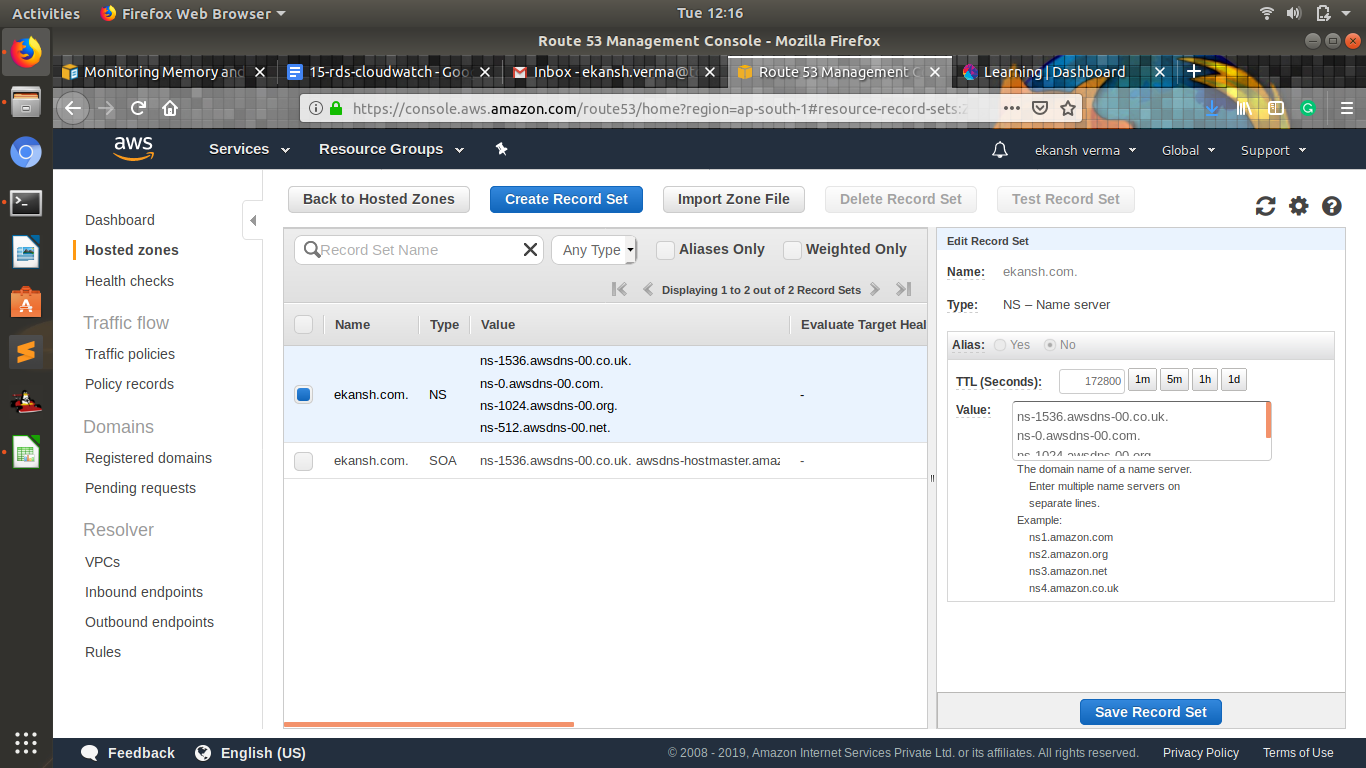 Activities
Firefox Web Browser
Tue 12:16
Route 53 Management Console - Mozilla Firefox
Monitoring Memory and
15-rds-cloudwatch - Goo
Inbox - ekansh.verma@t
Route 53 Management C
Learning | Dashboard
https://console.aws.amazon.com/route53/home?region=ap-south-1#resource-record-sets:
aws
Services
Resource Groups
ekansh verma
Global
Support
Dashboard
Hosted zones
Health checks
Traffic flow
Traffic policies
Policy records
Domains
Registered domains
Pending requests
Resolver
VPCs
Inbound endpoints
Outbound endpoints
Rules
Back to Hosted Zones
Create Record Set
Import Zone File
Delete Record Set
Test Record Set
Record Set Name
Any Type
Aliases Only
Weighted Only
Displaying 1 to 2 out of 2 Record Sets
Name Type Value Evaluate Target Heal
ns-1536.awsdns-00.co.uk.
ns-0.awsdns-00.com.
ekansh.com. NS -
ns-1024.awsdns-00.org.
ns-512.awsdns-00.net.
ekansh.com. SOA ns-1536.awsdns-00.co.uk. awsdns-hostmaster.amaz -
Edit Record Set
Name: ekansh.com.
Type: NS – Name server
Alias: Yes No
TTL (Seconds): 172800 1m 5m 1h 1d
Value: ns-1536.awsdns-00.co.uk.
ns-0.awsdns-00.com.
ns-1024.awsdns-00.org
The domain name of a name server.
Enter multiple name servers on
separate lines.
Example:
ns1.amazon.com
ns2.amazon.org
ns3.amazon.net
ns4.amazon.co.uk
Save Record Set
Feedback
English (US)
© 2008 - 2019, Amazon Internet Services Private Ltd. or its affiliates. All rights reserved.
Privacy Policy
Terms of Use